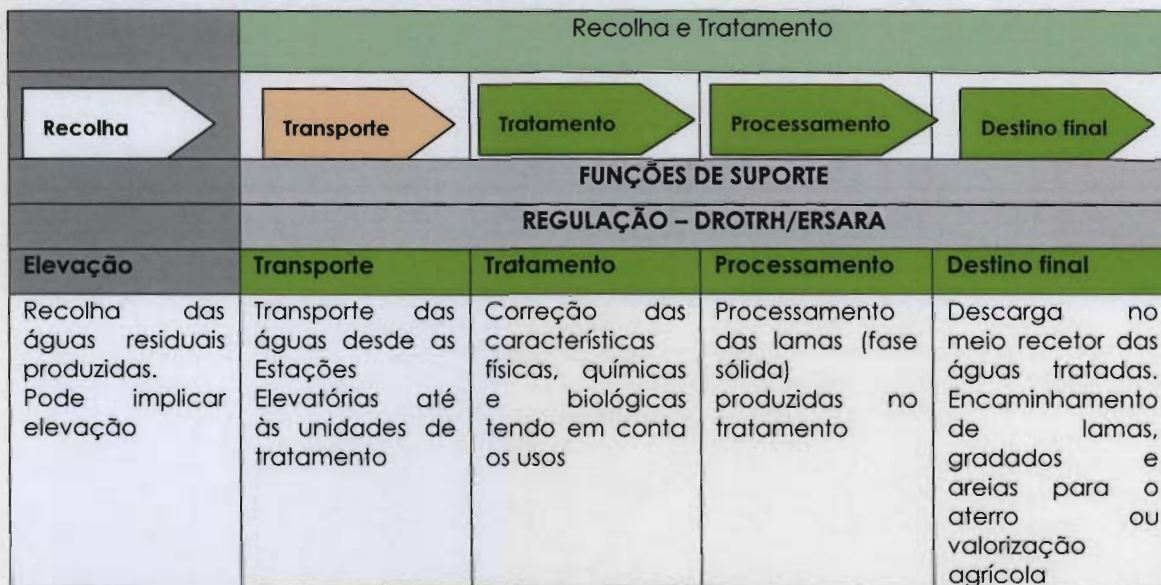 Recolha e Tratamento
Recolha
Transporte
Tratamento
Processamento
Destino final
FUNÇÕES DE SUPORTE
REGULAÇÃO – DROTRH/ERSARA
Elevação
Transporte
Tratamento
Processamento
Destino final
Recolha das
águas residuais
produzidas.
Pode implicar
elevação
Transporte das
águas desde as
Estações
Elevatórias até
às unidades de
tratamento
Correção das
características
físicas, químicas
e biológicas
tendo em conta
os usos
Processamento
das lamas (fase
sólida)
produzidas no
tratamento
Descarga no
meio recetor das
águas tratadas.
Encaminhamento
de lamas,
gradados e
areias para o
aterro ou
valorização
agrícola